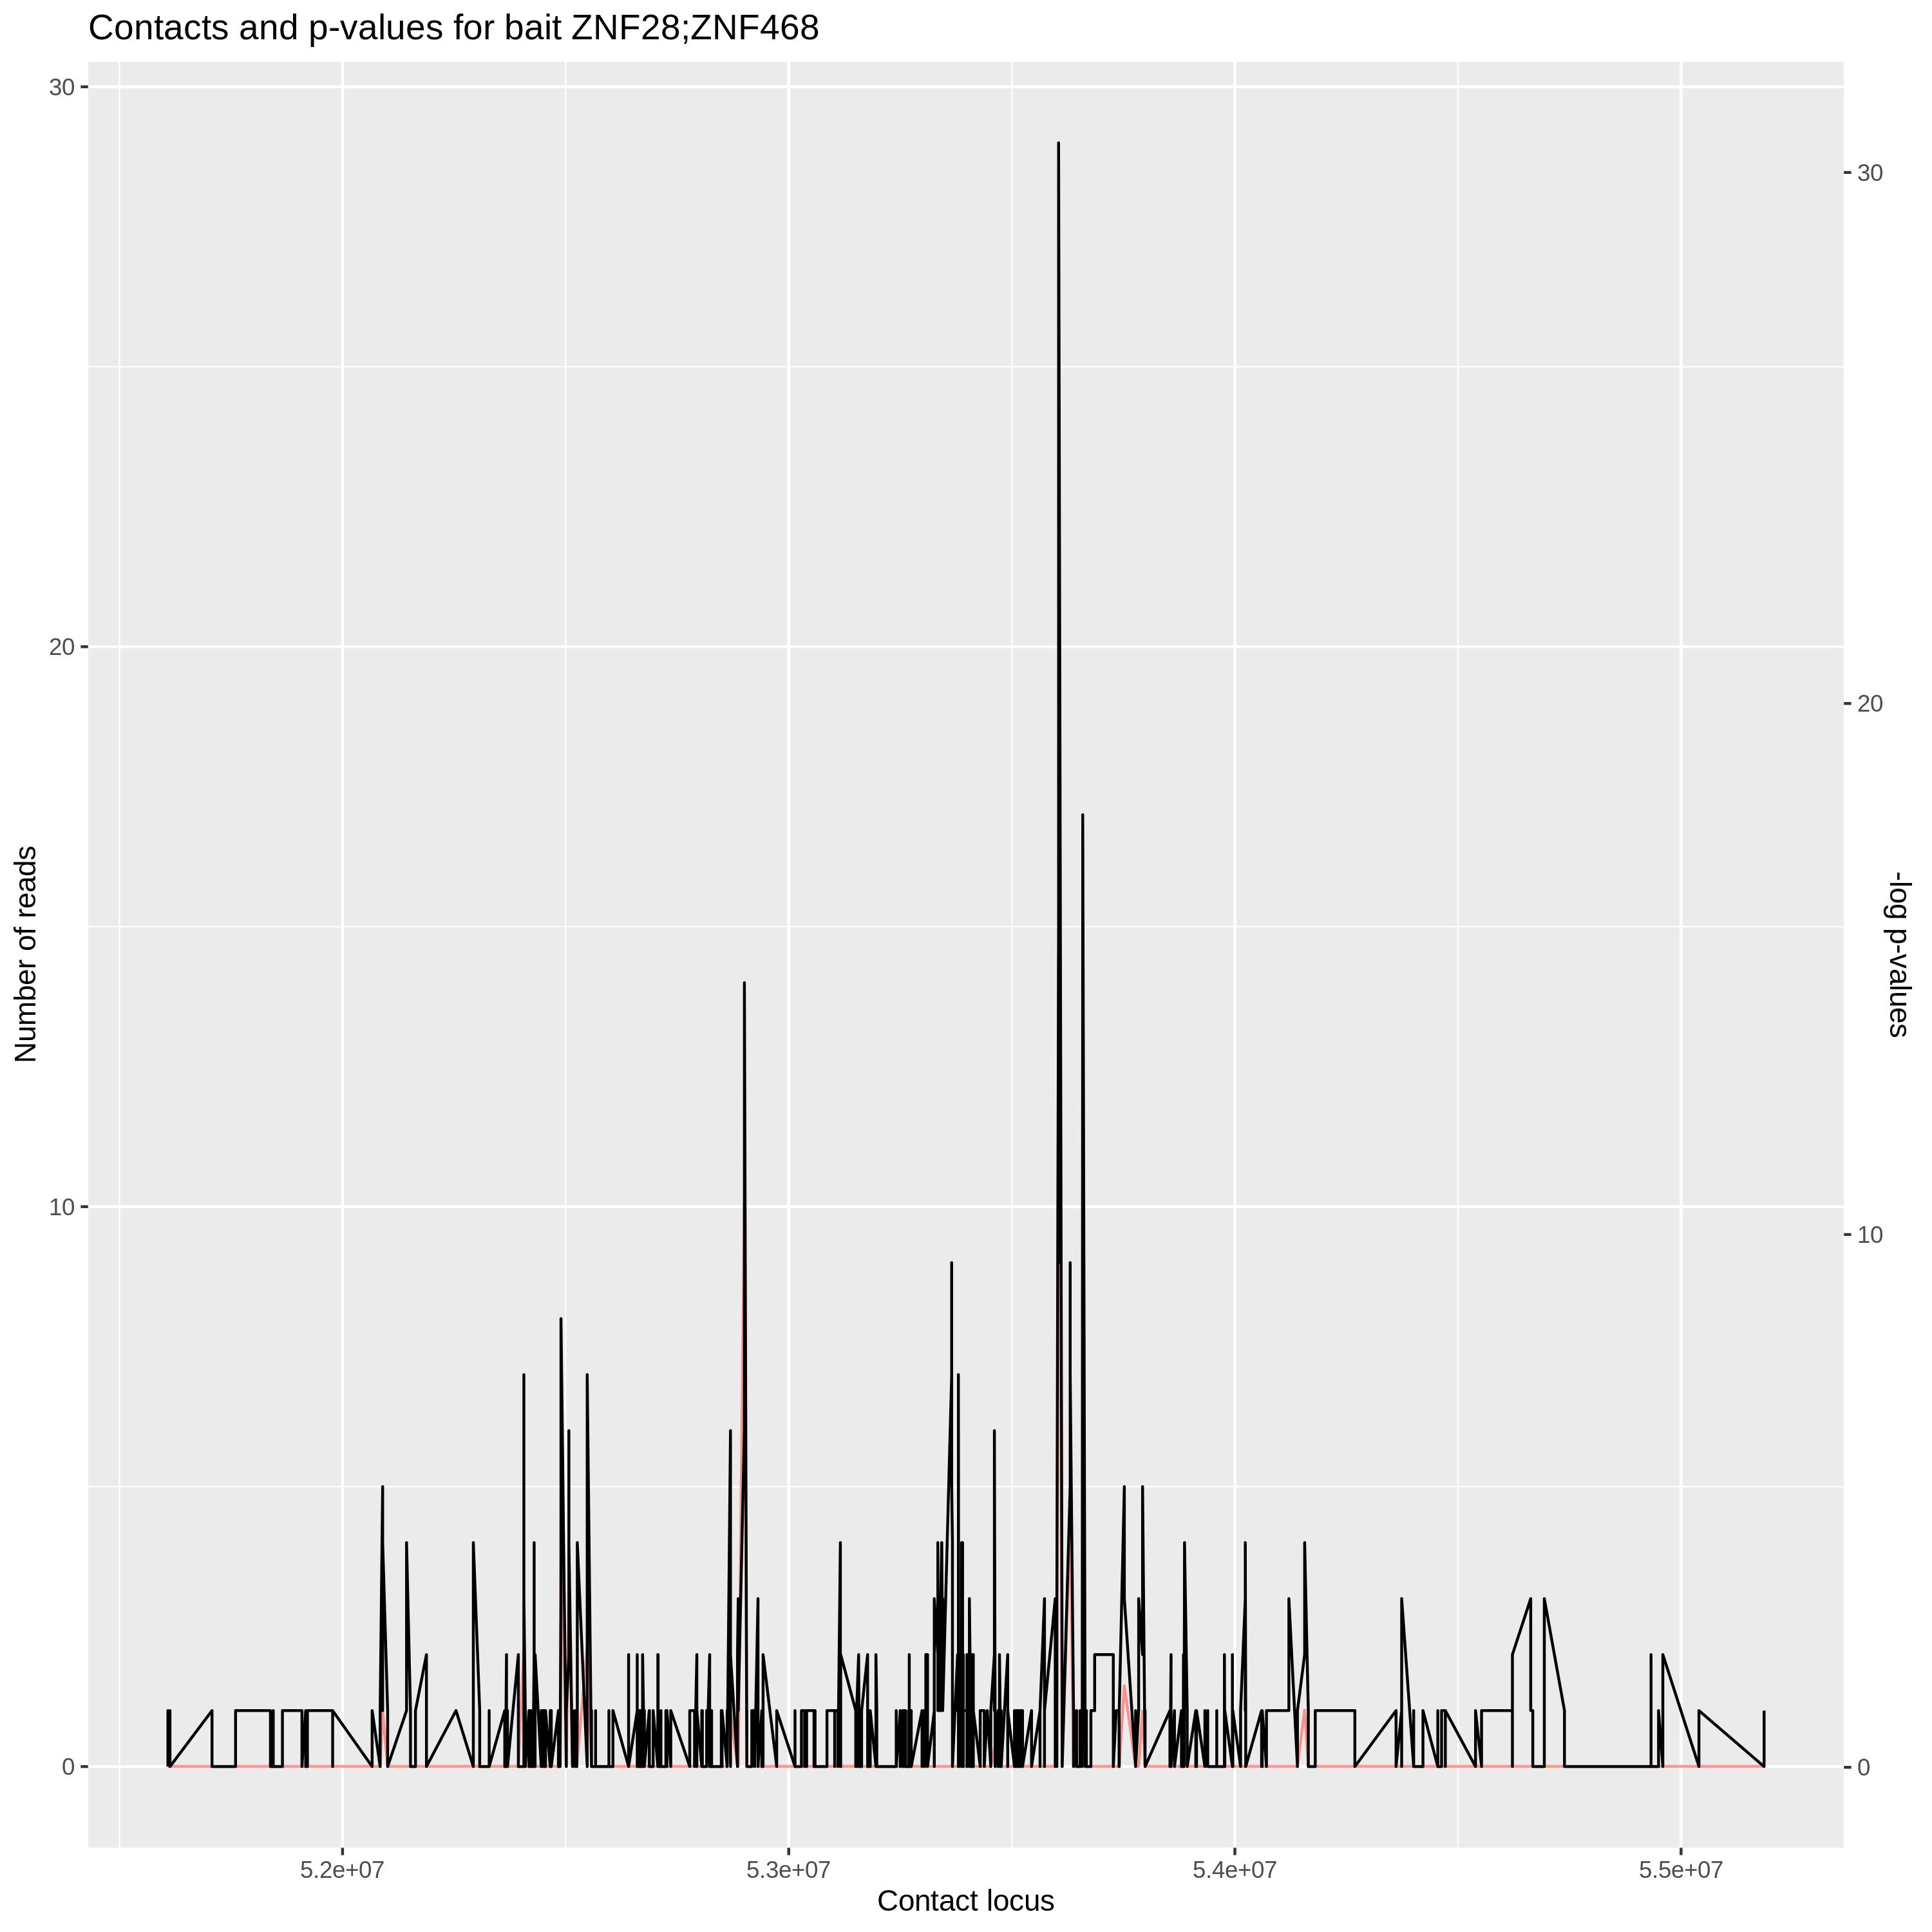 Contacts and p-values for bait ZNF28;ZNF468
30
20
10
0
Number of reads
30
20
10
0
-log p-values
5.2e+07
5.3e+07
5.4e+07
5.5e+07
Contact locus